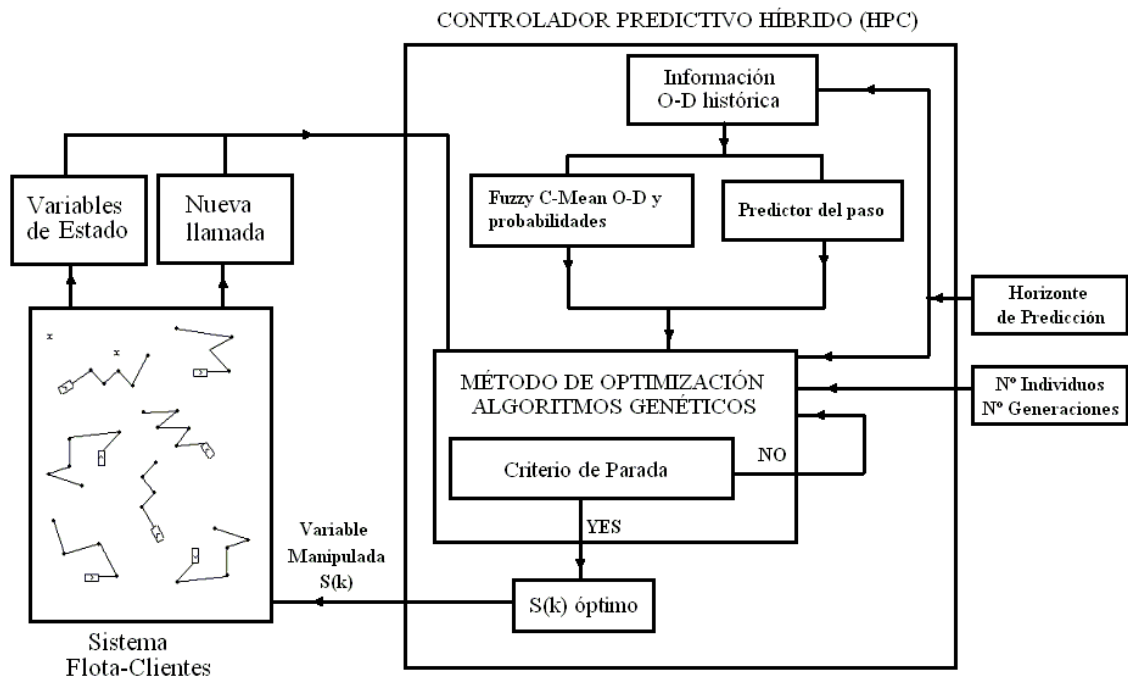 CONTROLADOR PREDICTIVO HÍBRIDO (HPC)
Información
O-D histórica
Fuzzy C-Mean O-D y
probabilidades
Predictor del paso
Variables
de Estado
Nueva
llamada
Horizonte
de Predicción
MÉTODO DE OPTIMIZACIÓN
ALGORITMOS GENÉTICOS
Nº Individuos
Nº Generaciones
Criterio de Parada
NO
YES
Variable
Manipulada
S(k)
S(k) óptimo
Sistema
Flota-Clientes
x
x